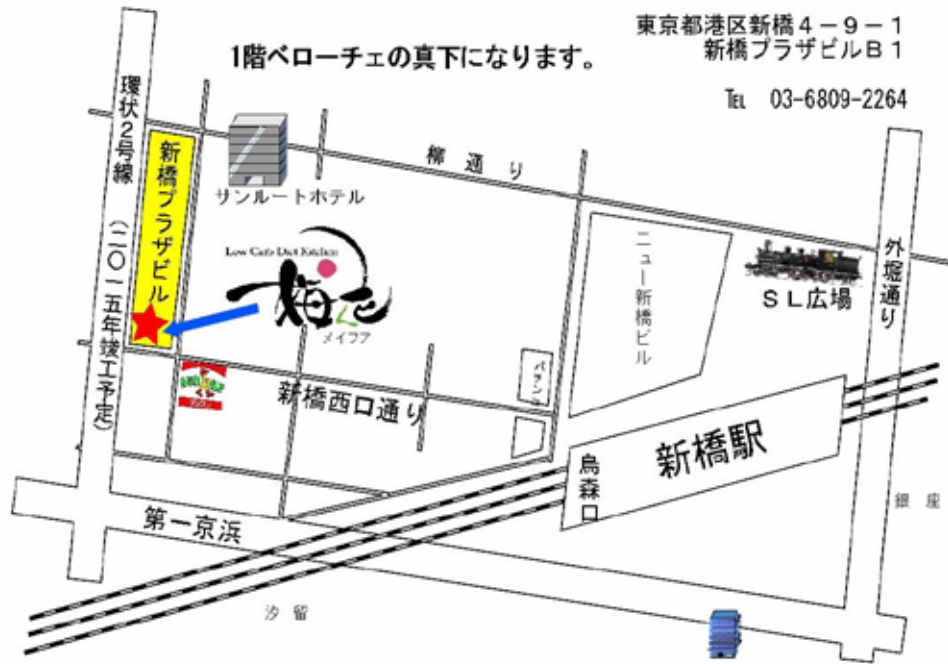 東京都港区新橋4-9-1
新橋プラザビルB1
1階ベローチェの真下になります。
TEL 03-6809-2264
環状2号線 (二〇一五年竣工予定)
新橋プラザビル
サンルートホテル
柳通り
外堀通り
ニュー新橋ビル
SL広場
Low Carb Diet Kitchen
メイフア
パチンコ
新橋西口通り
新橋駅
烏森口
銀座
第一京浜
汐留